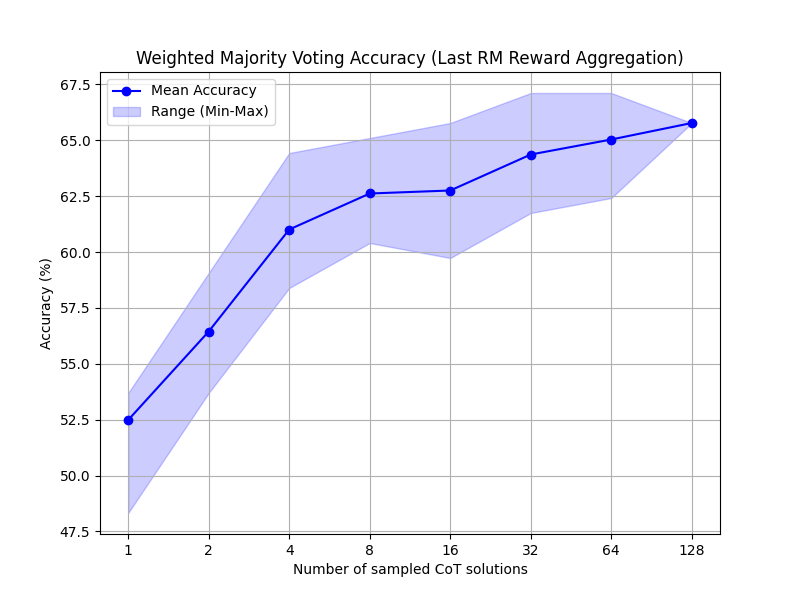 Weighted Majority Voting Accuracy (Last RM Reward Aggregation)
Mean Accuracy
Range (Min-Max)
67.5
65.0
62.5
60.0
57.5
55.0
52.5
50.0
47.5
Accuracy (%)
1 2 4 8 16 32 64 128
Number of sampled CoT solutions